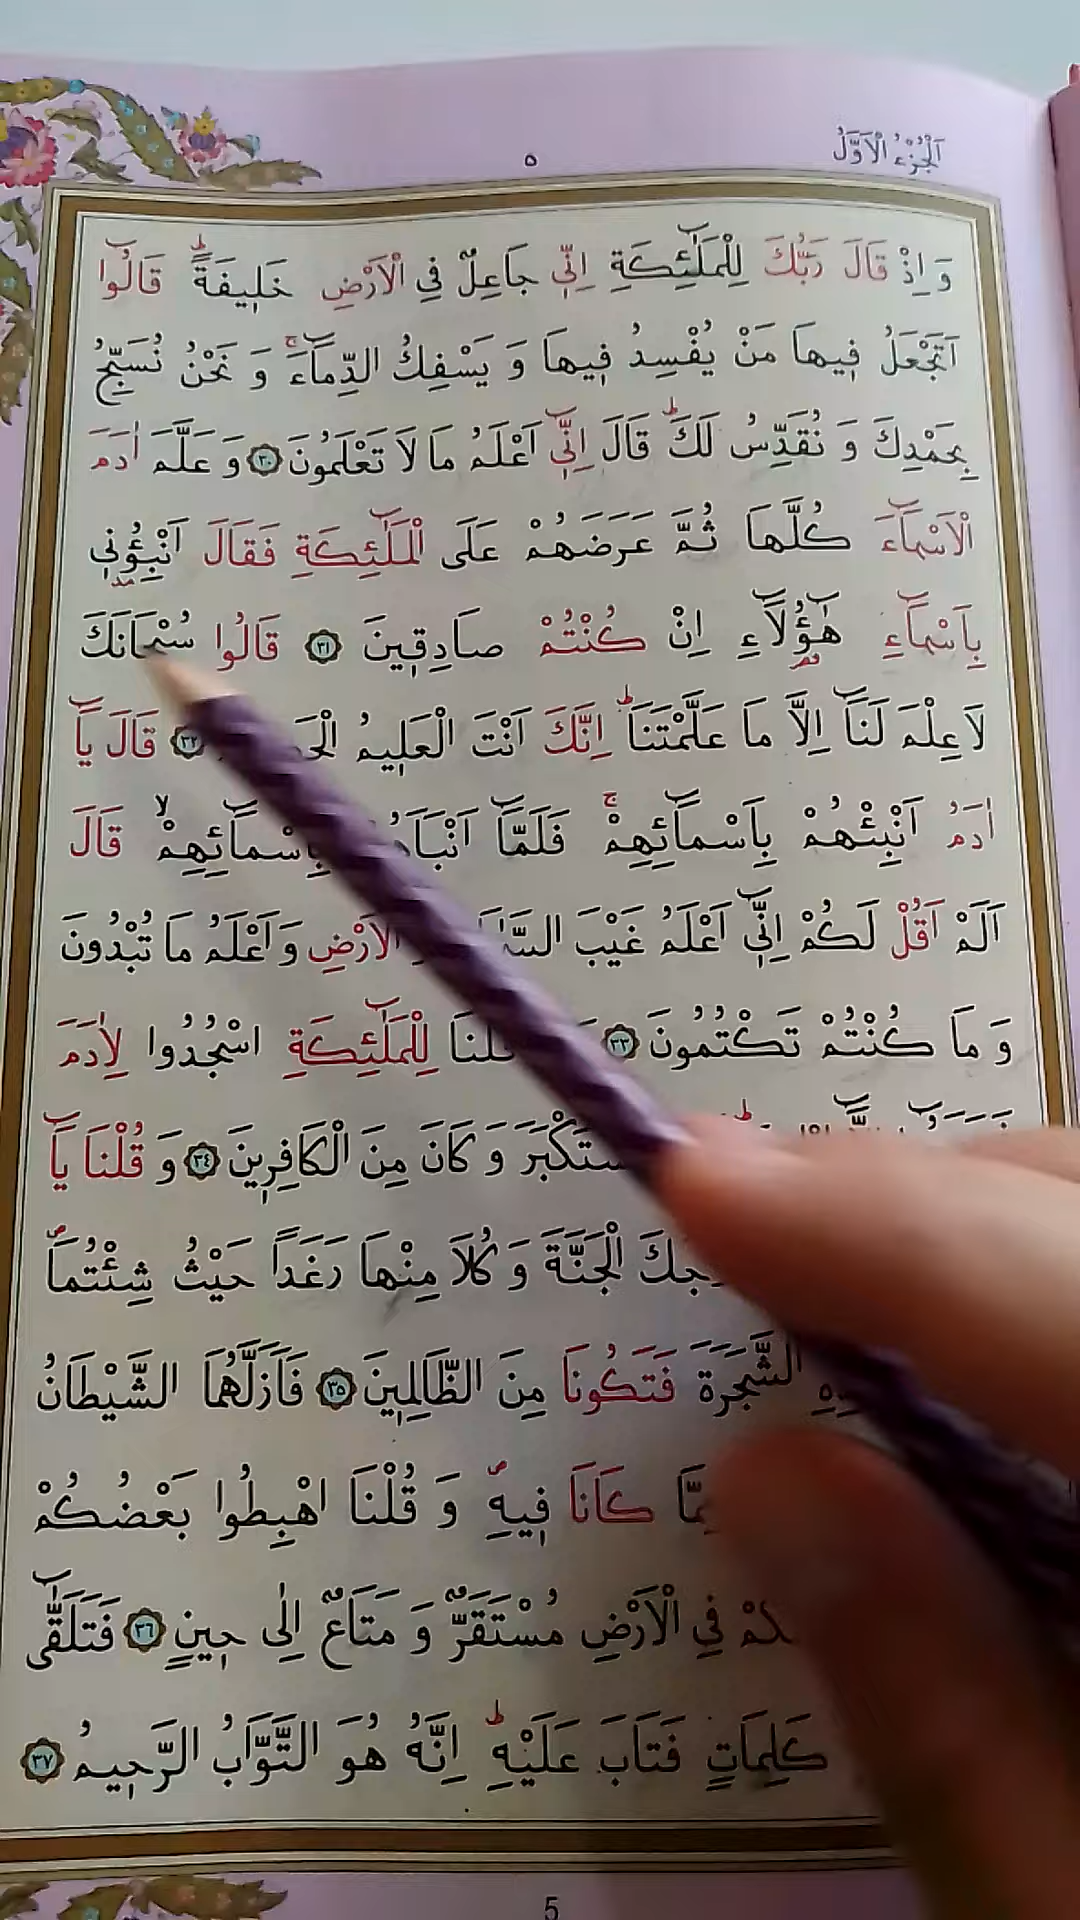 اَلْجُزْءُ الْاَوَّلُ
٥
وَ اِذْ قَالَ رَبُّكَ لِلْمَلٰٓئِكَةِ اِنّ۪ي جَاعِلٌ فِي الْاَرْضِ خَل۪يفَةًۜ قَالُٓوا
اَتَجْعَلُ ف۪يهَا مَنْ يُفْسِدُ ف۪يهَا وَ يَسْفِكُ الدِّمَٓاءَۚ وَ نَحْنُ نُسَبِّحُ
بِحَمْدِكَ وَ نُقَدِّسُ لَكَۜ قَالَ اِنّ۪ٓي اَعْلَمُ مَا لَا تَعْلَمُونَ ٣٠ وَ عَلَّمَ اٰدَمَ
الْاَسْمَٓاءَ كُلَّهَا ثُمَّ عَرَضَهُمْ عَلَى الْمَلٰٓئِكَةِ فَقَالَ اَنْبِؤُ۫ن۪ي
بِاَسْمَٓاءِ هٰٓؤُ۬لَٓاءِ اِنْ كُنْتُمْ صَادِق۪ينَ ٣١ قَالُوا سُبْحَانَكَ
لَا عِلْمَ لَنَٓا اِلَّا مَا عَلَّمْتَنَاۜ اِنَّكَ اَنْتَ الْعَل۪يمُ ٣٢ قَالَ يَٓا
اٰدَمُ اَنْبِئْهُمْ بِاَسْمَٓائِهِمْۚ فَلَمَّٓا بِاَسْمَٓائِهِمْۙ قَالَ
اَلَمْ اَقُلْ لَكُمْ اِنّ۪ٓي اَعْلَمُ غَيْبَ الْاَرْضِ وَ اَعْلَمُ مَا تُبْدُونَ
وَ مَا كُنْتُمْ تَكْتُمُونَ ٣٣ قُلْنَا لِلْمَلٰٓئِكَةِ اسْجُدُوا لِاٰدَمَ
وَ كَانَ مِنَ الْكَافِر۪ينَ ٣٤ وَ قُلْنَا يَٓا
الْجَنَّةَ وَ كُلَا مِنْهَا رَغَداً حَيْثُ شِئْتُمَاۖ
الشَّجَرَةَ فَتَكُونَا مِنَ الظَّالِم۪ينَ ٣٥ فَاَزَلَّهُمَا الشَّيْطَانُ
مِمَّا كَانَا ف۪يهِۖ وَ قُلْنَا اهْبِطُوا بَعْضُكُمْ
فِي الْاَرْضِ مُسْتَقَرٌّ وَ مَتَاعٌ اِلٰى ح۪ينٍ ٣٦ فَتَلَقّٰٓى
كَلِمَاتٍ فَتَابَ عَلَيْهِۜ اِنَّهُ هُوَ التَّوَّابُ الرَّح۪يمُ ٣٧
5